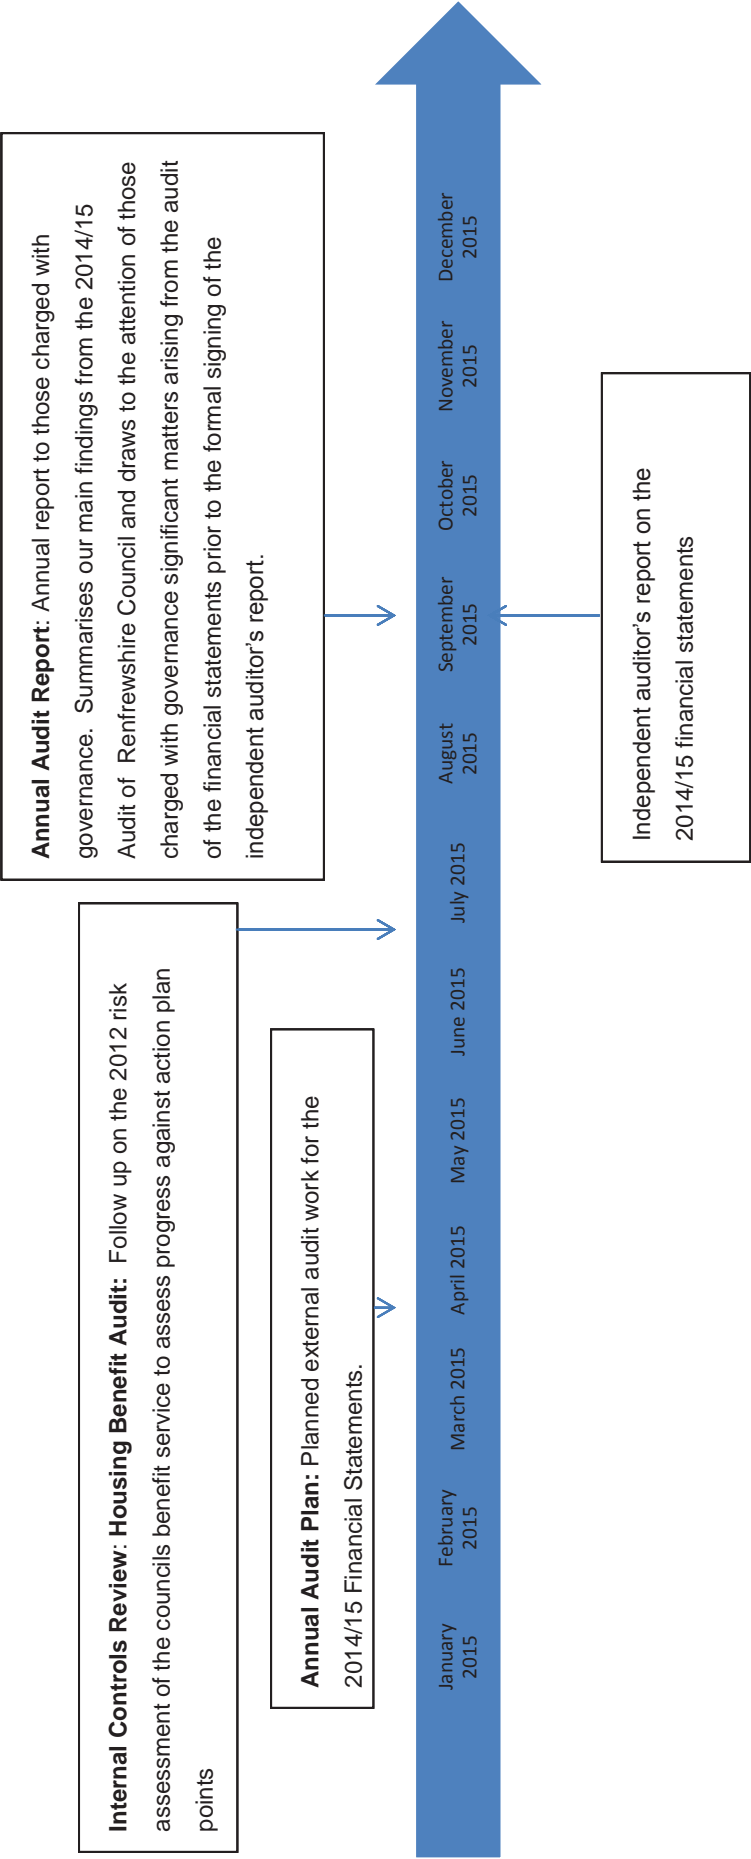 Internal Controls Review: Housing Benefit Audit: Follow up on the 2012 risk
assessment of the councils benefit service to assess progress against action plan
points
Annual Audit Report: Annual report to those charged with
governance. Summarises our main findings from the 2014/15
Audit of Renfrewshire Council and draws to the attention of those
charged with governance significant matters arising from the audit
of the financial statements prior to the formal signing of the
independent auditor’s report.
Annual Audit Plan: Planned external audit work for the
2014/15 Financial Statements.
January
2015
February
2015
March 2015
April 2015
May 2015
June 2015
July 2015
August
2015
September
2015
October
2015
November
2015
December
2015
Independent auditor’s report on the
2014/15 financial statements